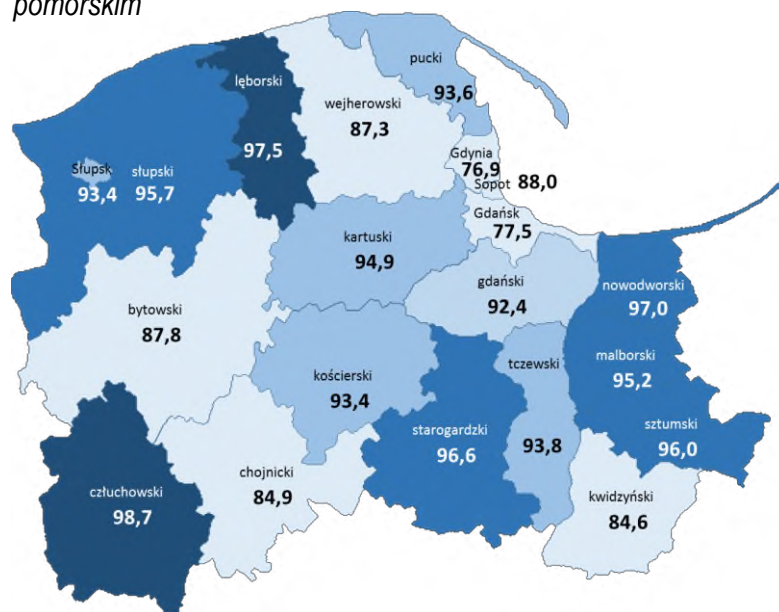 pomorskim
pucki
93,6
lęborski
97,5
wejherowski
87,3
Gdynia
76,9
Sopot 88,0
Słupsk
93,4
słupski
95,7
Gdańsk
77,5
kartuski
94,9
gdański
92,4
nowodworski
97,0
bytowski
87,8
malborski
95,2
kościerski
93,4
tczewski
93,8
starogardzki
96,6
sztumski
96,0
chojnicki
84,9
człuchowski
98,7
kwidzyński
84,6